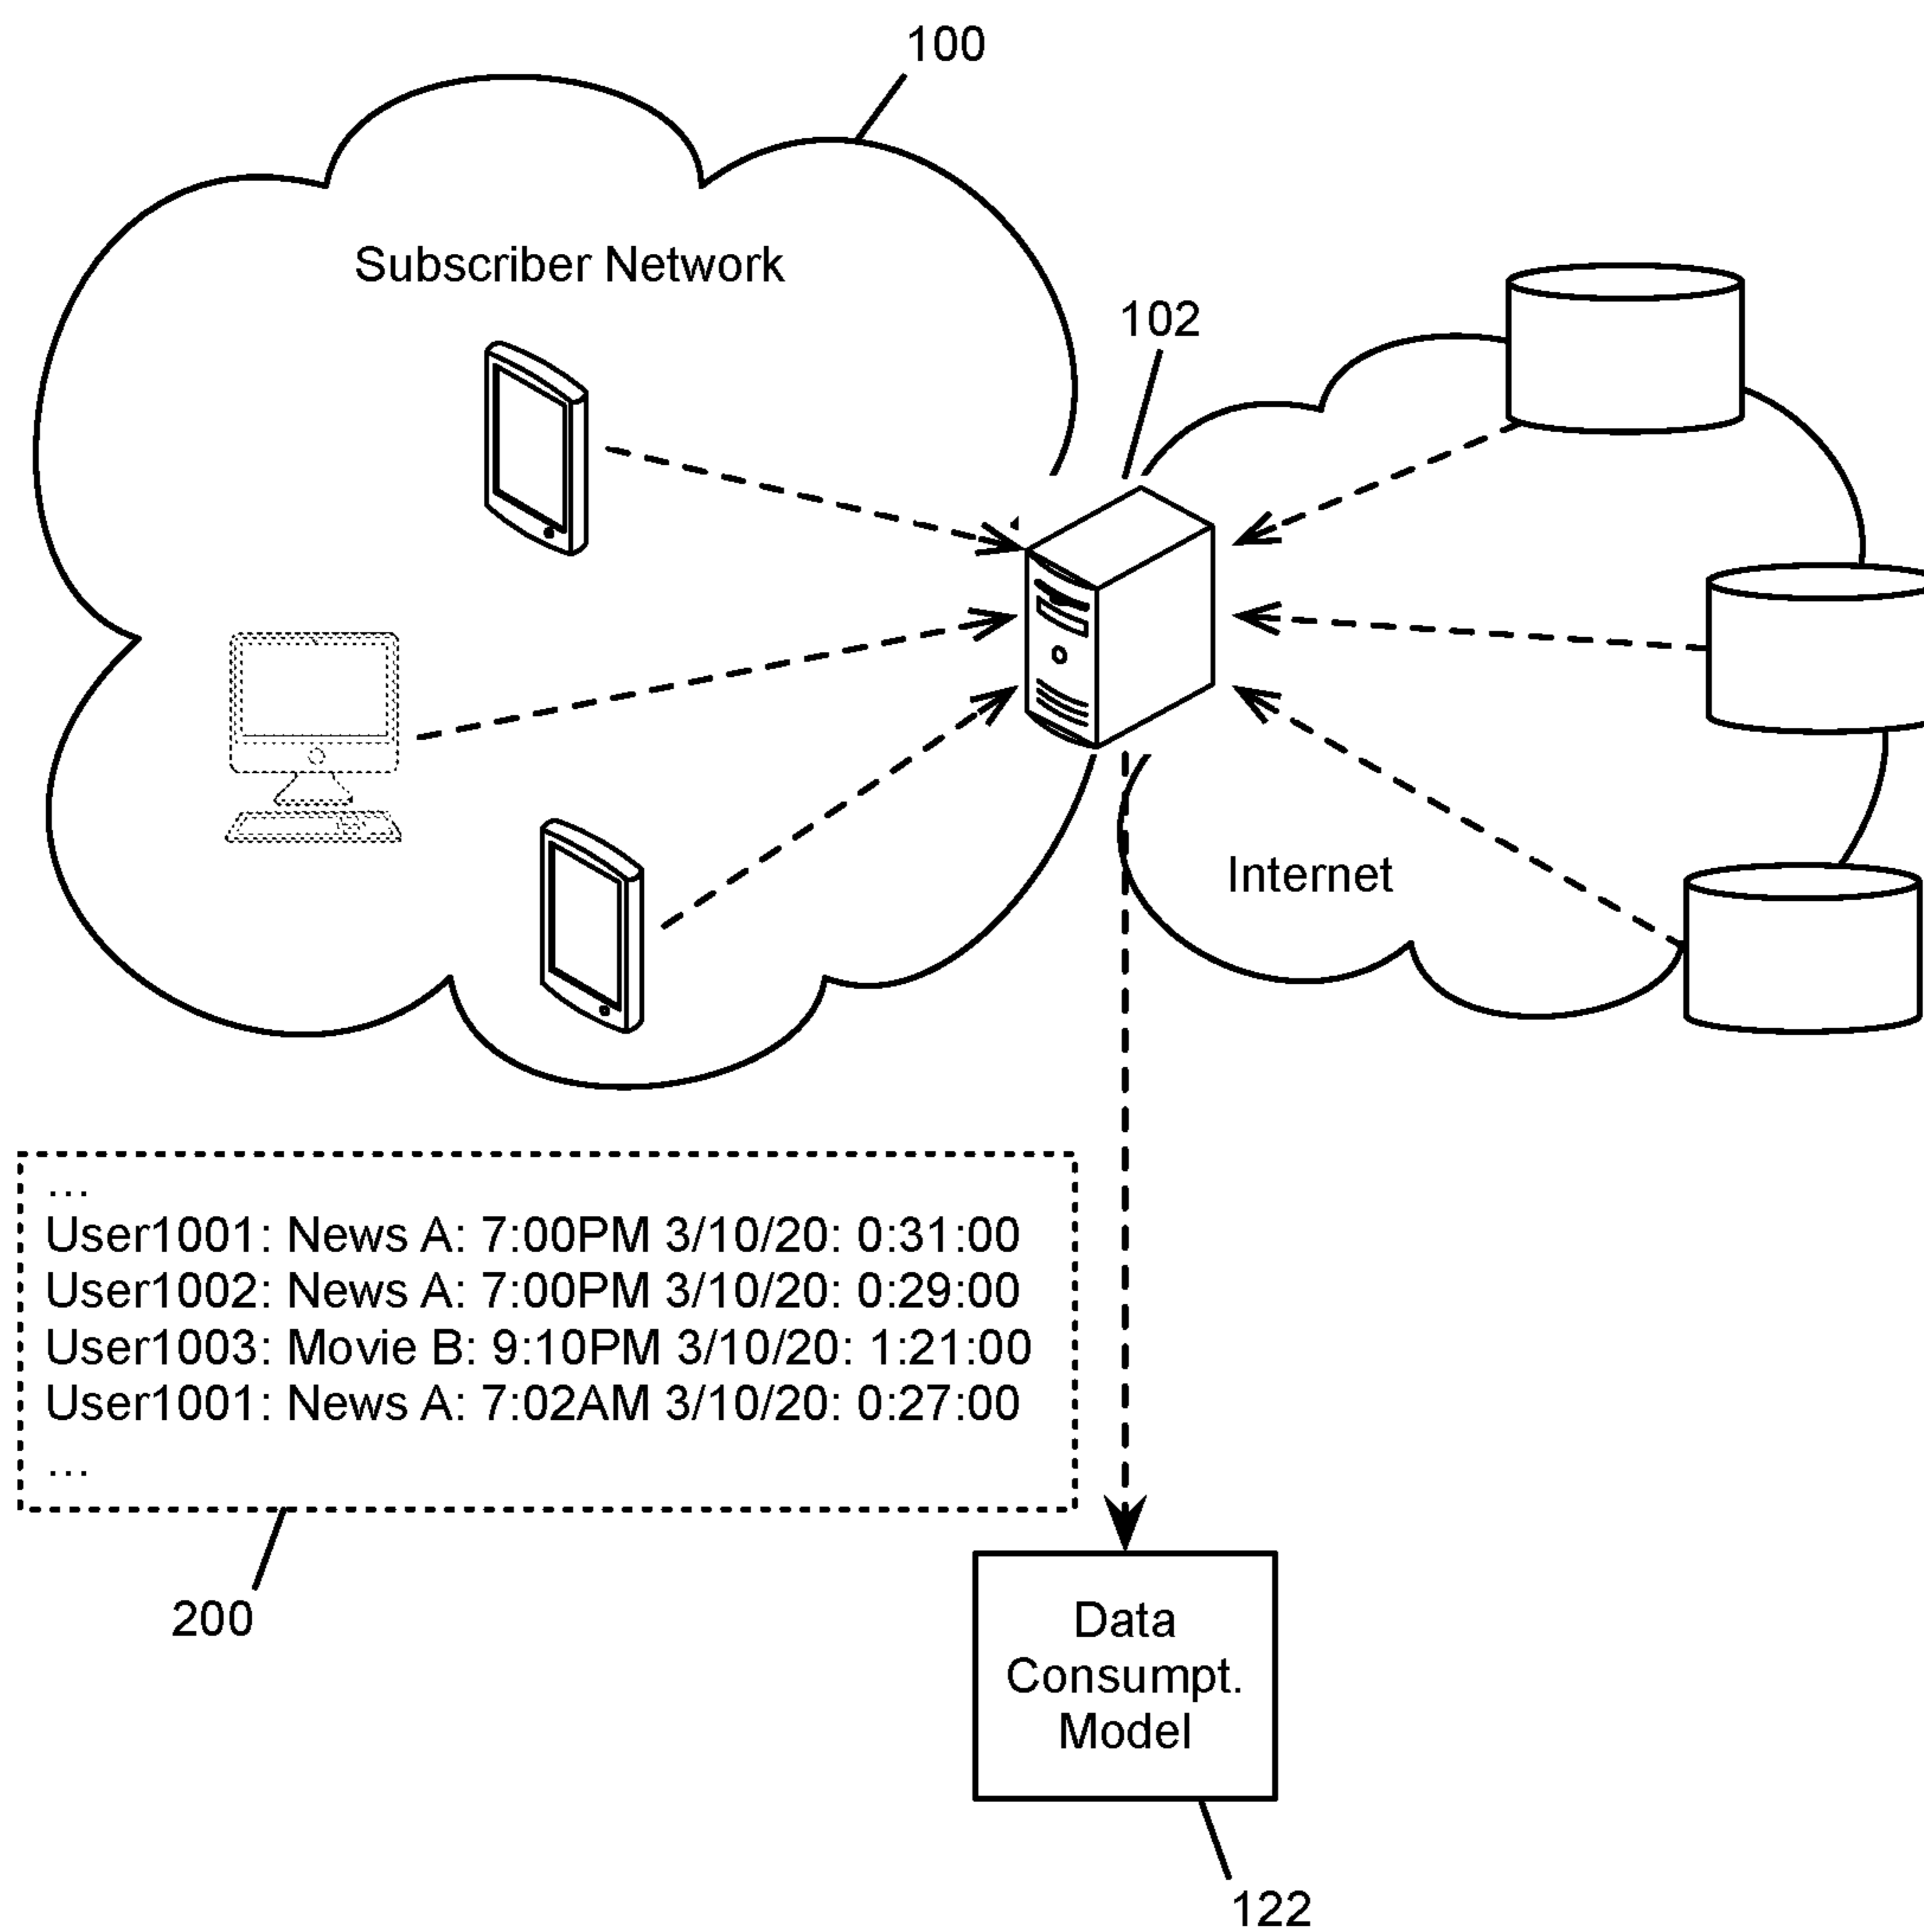 100
Subscriber Network
102
Internet
...
User1001: News A: 7:00PM 3/10/20: 0:31:00
User1002: News A: 7:00PM 3/10/20: 0:29:00
User1003: Movie B: 9:10PM 3/10/20: 1:21:00
User1001: News A: 7:02AM 3/10/20: 0:27:00
...
200
Data
Consumpt.
Model
122